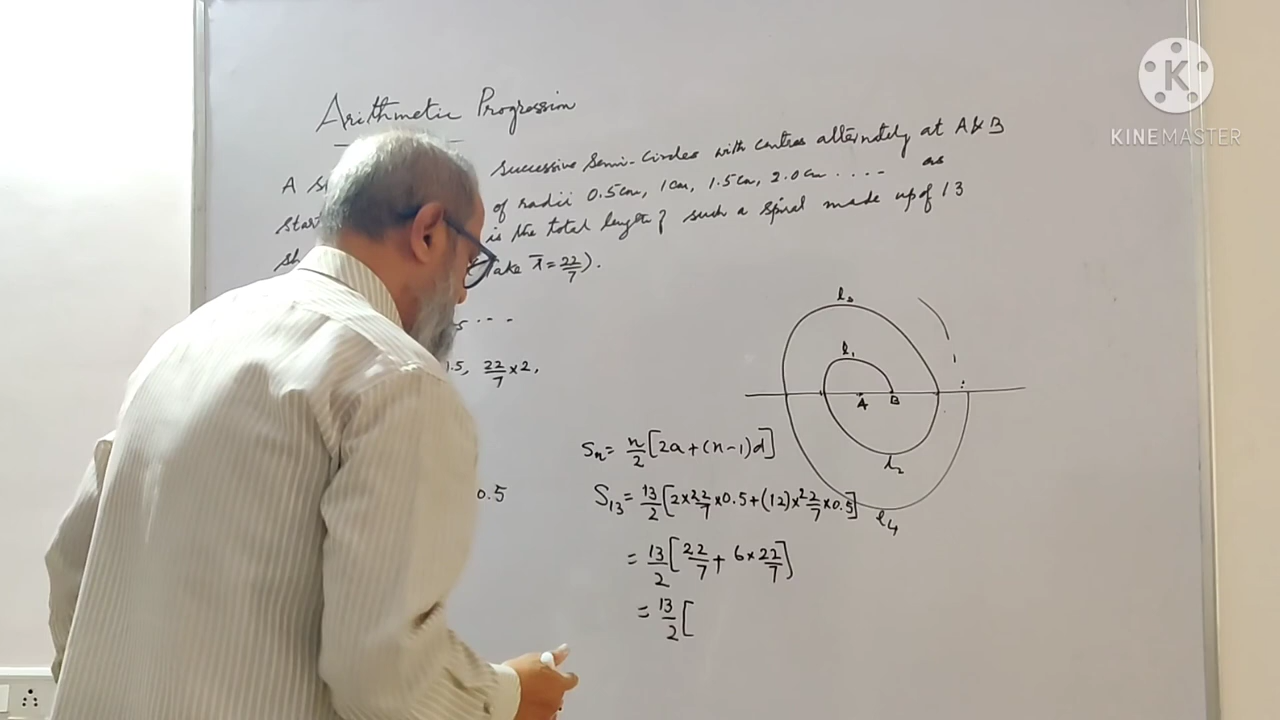 K
KINEMASTER
Arithmetic Progression
A successive Semi-Circles with centres alternately at A & B
start of radii 0.5cm, 1cm, 1.5cm, 2.0cm ..... as
is the total length of such a spiral made up of 13
Take π = 22/7).
5 ....
1.5, 22/7 × 2,
0.5
l₃
l₁
A B
l₂
l₄
Sₙ = n/2 [2a + (n-1)d]
S₁₃ = 13/2 [2 × 22/7 × 0.5 + (12) × 22/7 × 0.5]
= 13/2 [22/7 + 6 × 22/7]
= 13/2 [